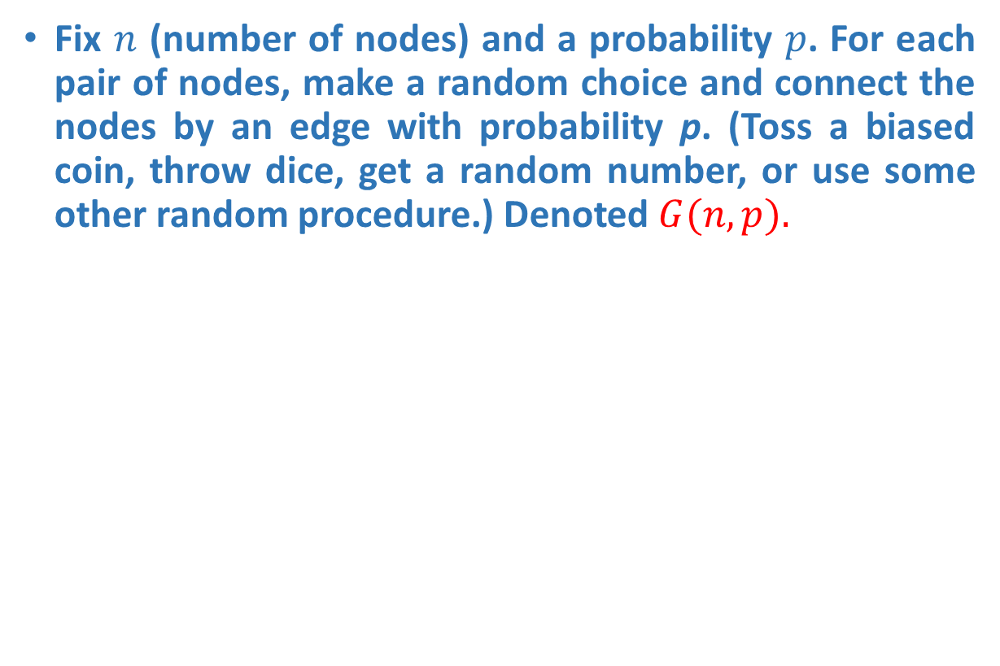 • Fix 𝑛 (number of nodes) and a probability 𝑝. For each
pair of nodes, make a random choice and connect the
nodes by an edge with probability p. (Toss a biased
coin, throw dice, get a random number, or use some
other random procedure.) Denoted 𝐺(𝑛, 𝑝).